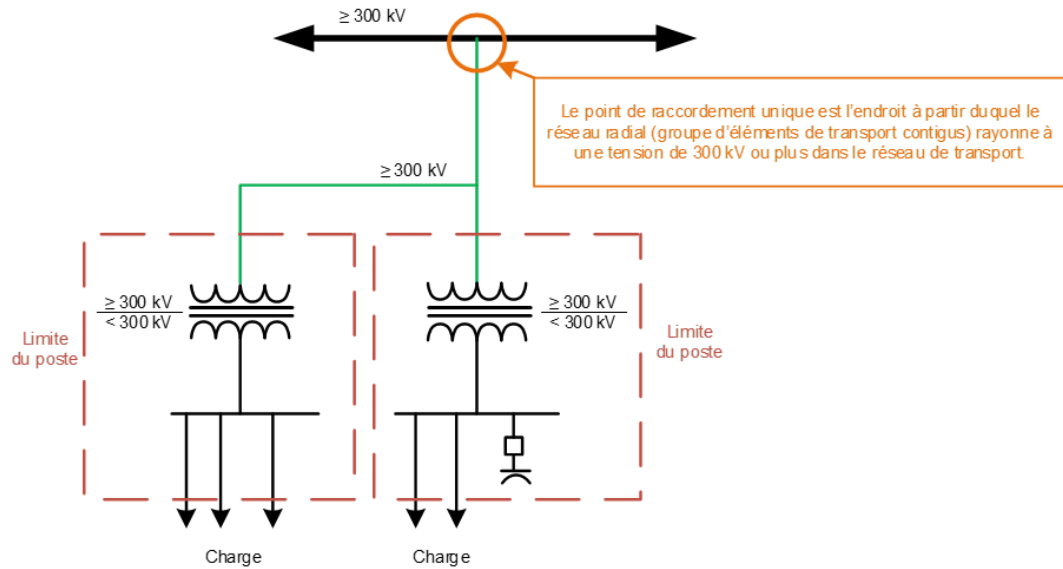 ≥ 300 kV
Le point de raccordement unique est l'endroit à partir duquel le
réseau radial (groupe d'éléments de transport contigus) rayonne à
une tension de 300 kV ou plus dans le réseau de transport.
≥ 300 kV
≥ 300 kV
< 300 kV
≥ 300 kV
< 300 kV
Limite
du poste
Limite
du poste
Charge
Charge